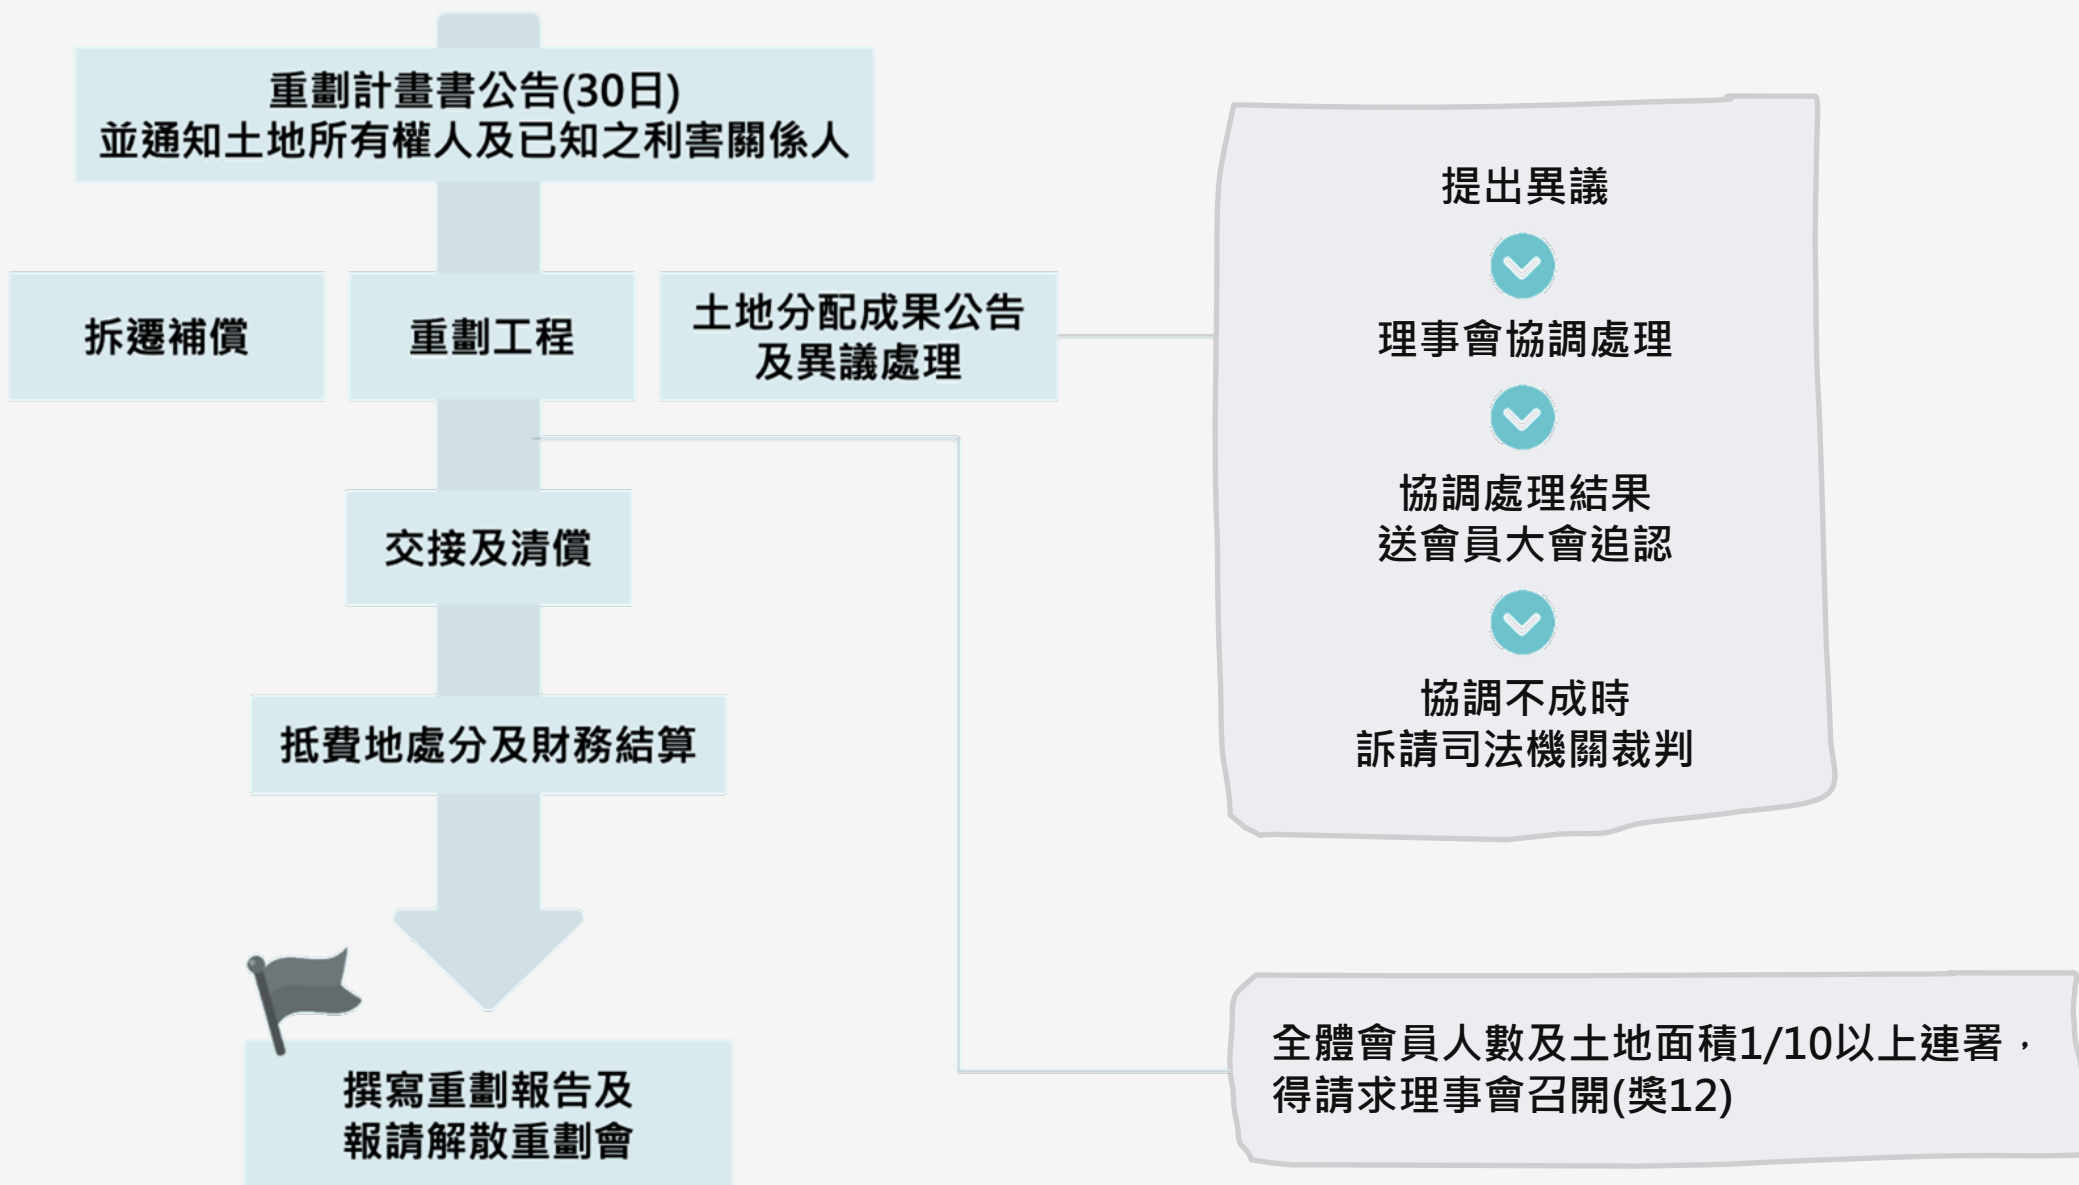 重劃計畫書公告(30日)
並通知土地所有權人及已知之利害關係人
拆遷補償
重劃工程
土地分配成果公告
及異議處理
交接及清償
抵費地處分及財務結算
撰寫重劃報告及
報請解散重劃會
提出異議
理事會協調處理
協調處理結果
送會員大會追認
協調不成時
訴請司法機關裁判
全體會員人數及土地面積1/10以上連署，
得請求理事會召開(獎12)